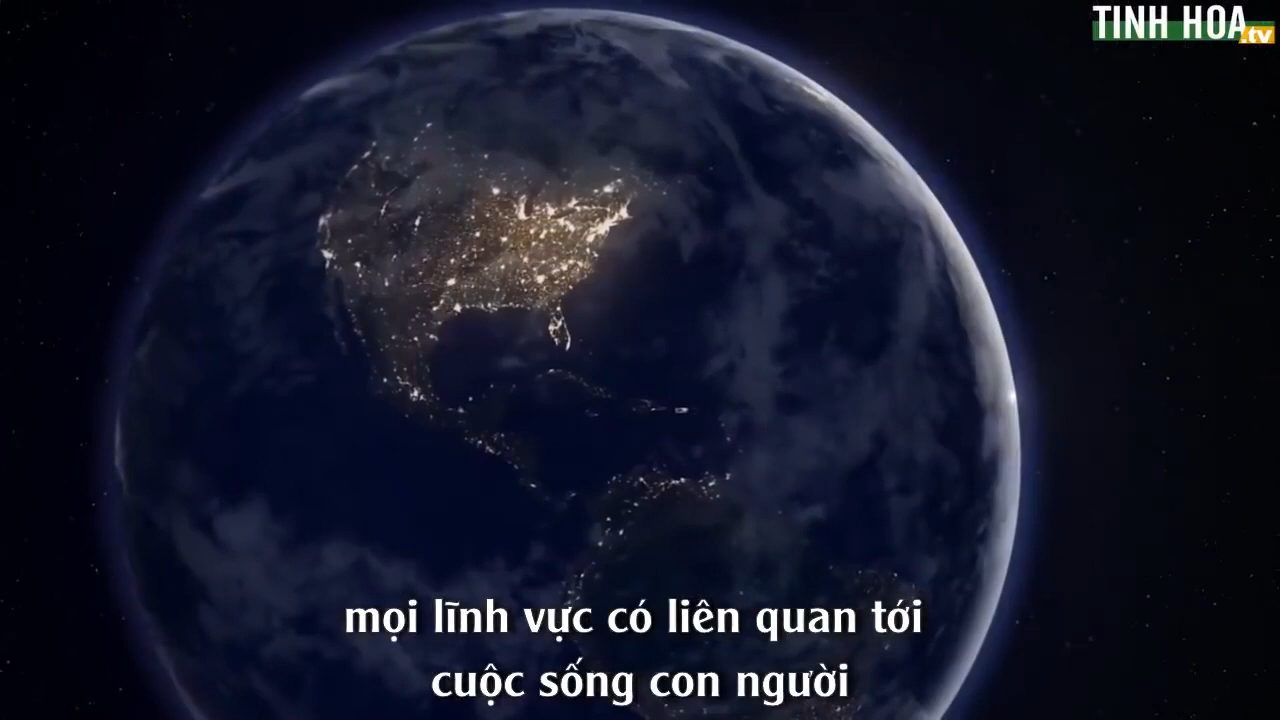 TINH HOA
.tv
mọi lĩnh vực có liên quan tới
cuộc sống con người